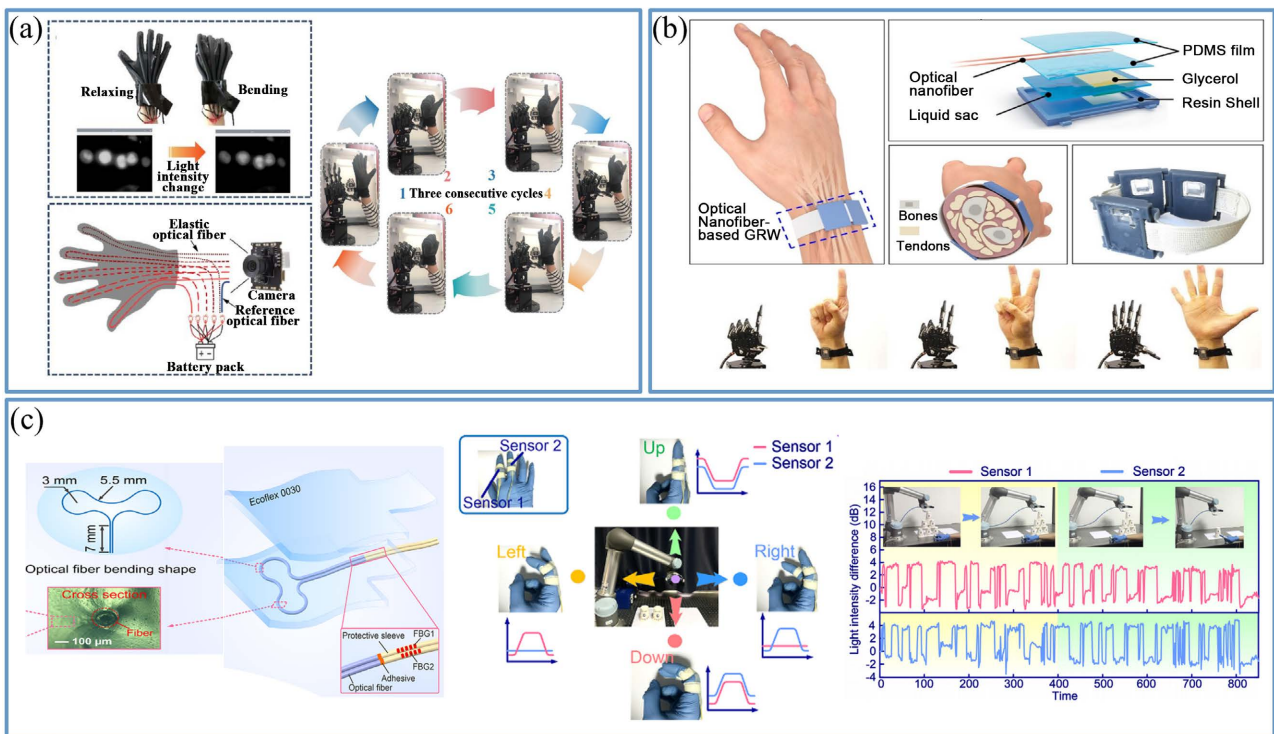 (a)
Relaxing
Bending
Light
intensity
change
Elastic
optical fiber
Camera
Reference
optical fiber
Battery pack
2
3
1 Three consecutive cycles 4
6
5
(b)
Optical
Nanofiber-
based GRW
PDMS film
Optical
nanofiber
Glycerol
Liquid sac
Resin Shell
Bones
Tendons
(c)
3 mm
5.5 mm
7 mm
Optical fiber bending shape
Cross section
Fiber
100 μm
Ecoflex 0030
Protective sleeve
FBG1
FBG2
Adhesive
Optical fiber
Sensor 2
Sensor 1
Up
Sensor 1
Sensor 2
Left
Right
Down
Sensor 1
Sensor 2
Light intensity difference (dB)
16
14
12
10
8
6
4
2
0
-2
4
2
0
-2
-4
0
100
200
300
400
500
600
700
800
Time